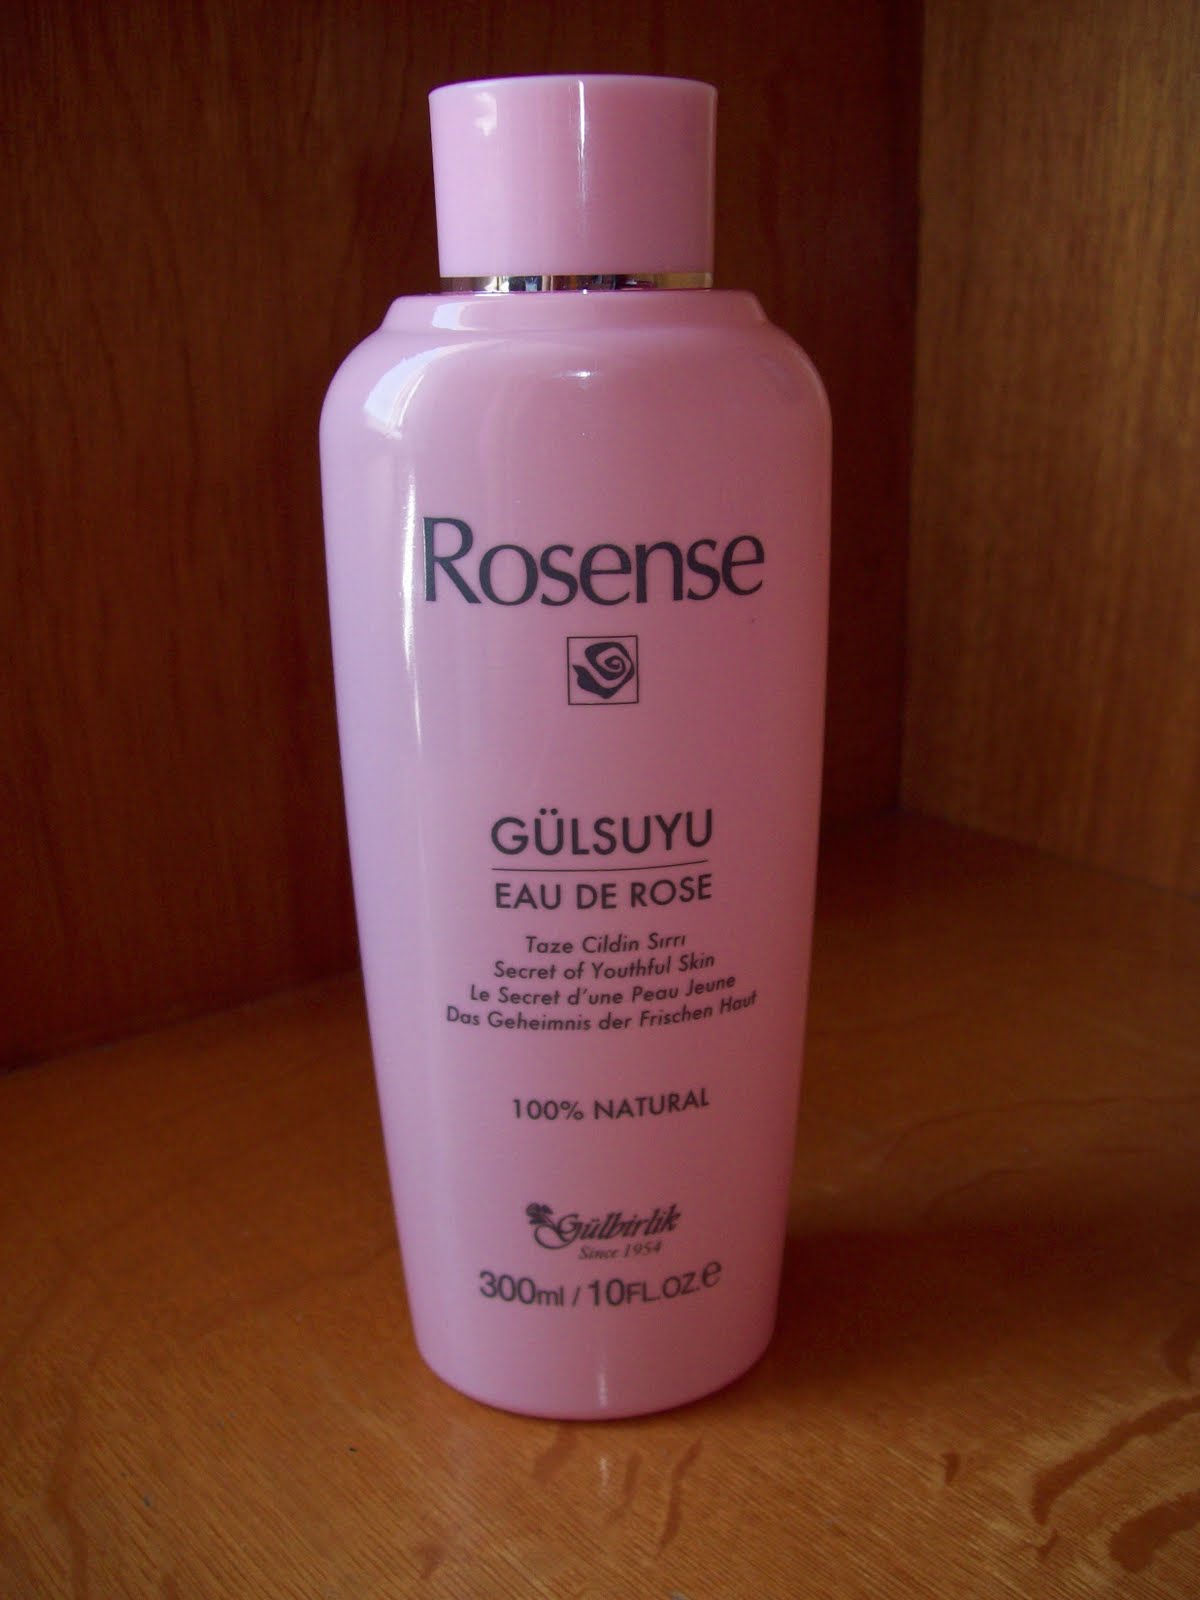 Rosense
GÜLSUYU
EAU DE ROSE
Taze Cildin Sırrı
Secret of Youthful Skin
Le Secret d'une Peau Jeune
Das Geheimnis der Frischen Haut
100% NATURAL
Gülbirlik
Since 1954
300ml / 10FL.OZ.e